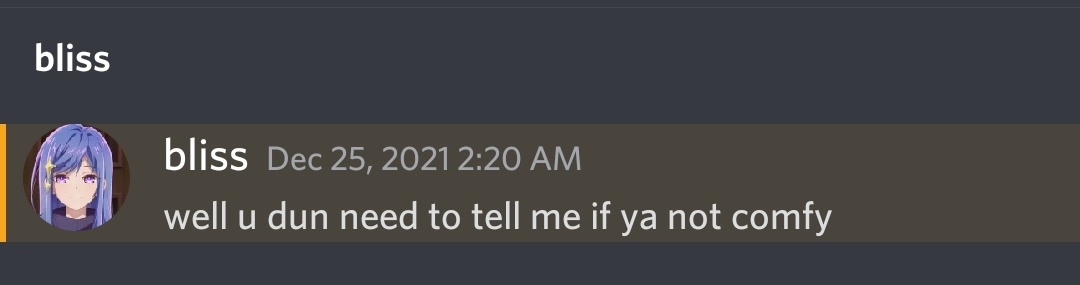 bliss
bliss Dec 25, 2021 2:20 AM
well u dun need to tell me if ya not comfy